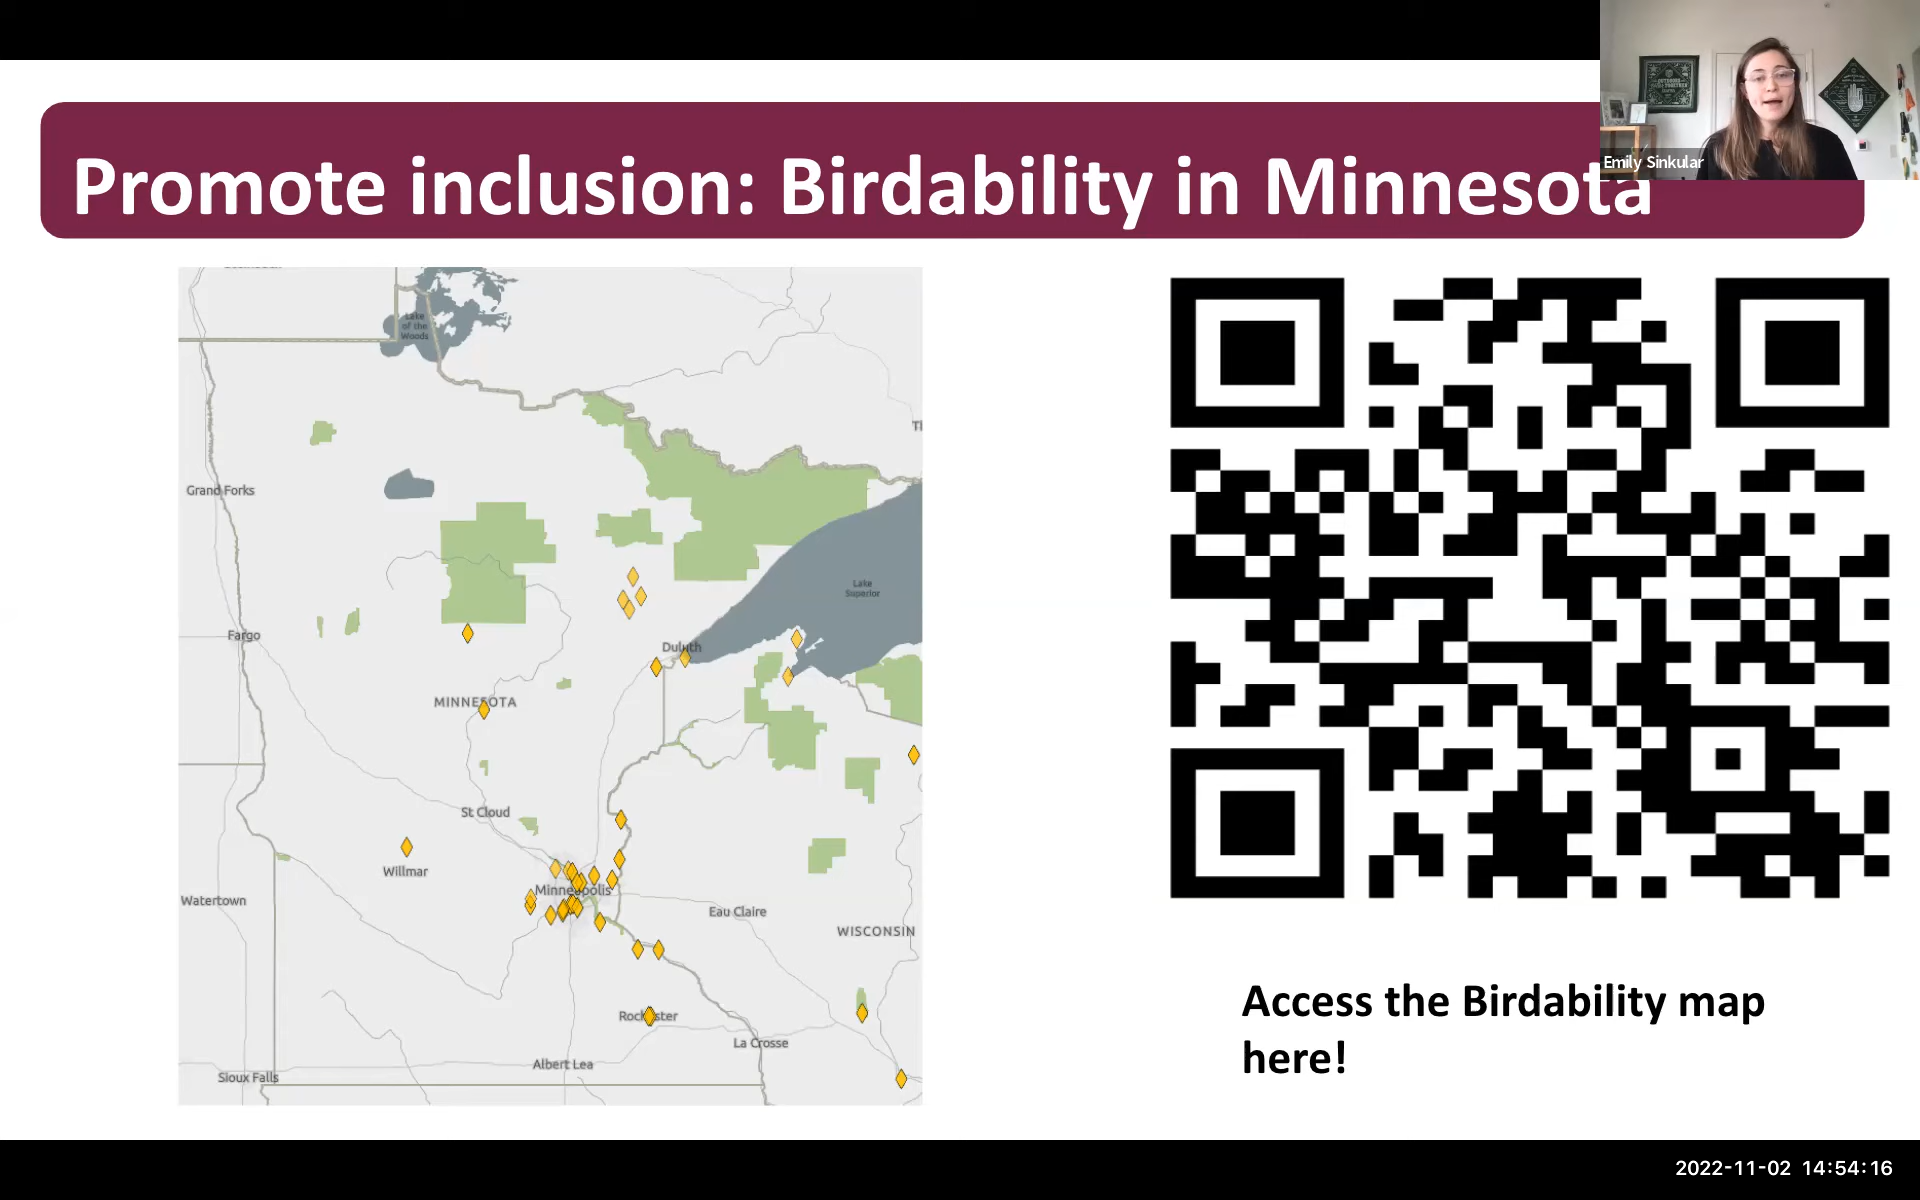 Promote inclusion: Birdability in Minnesota
Emily Sinkular
Lake
of the
Woods
Grand Forks
Lake
Superior
Fargo
Duluth
MINNESOTA
St Cloud
Willmar
Minneapolis
Watertown
Eau Claire
WISCONSIN
Rochester
La Crosse
Albert Lea
Sioux Falls
Access the Birdability map
here!
2022-11-02 14:54:16